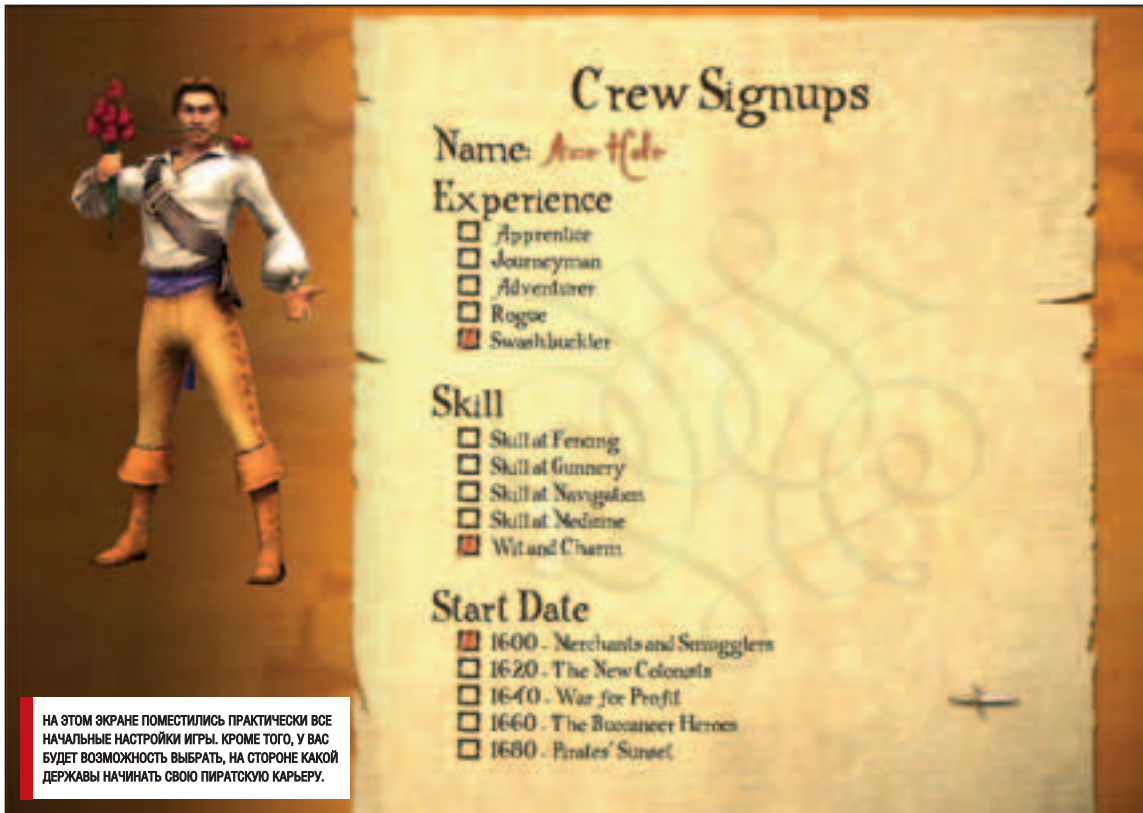 Crew Signups
Name:
Experience
Apprentice
Journeyman
Adventurer
Rogue
Swashbuckler
Skill
Skill at Fencing
Skill at Gunnery
Skill at Navigation
Skill at Medicine
Wit and Charm
Start Date
1600 - Merchants and Smugglers
1620 - The New Colonists
1640 - War for Profit
1660 - The Buccaneer Heroes
1680 - Pirates' Sunset
НА ЭТОМ ЭКРАНЕ ПОМЕСТИЛИСЬ ПРАКТИЧЕСКИ ВСЕ
НАЧАЛЬНЫЕ НАСТРОЙКИ ИГРЫ. КРОМЕ ТОГО, У ВАС
БУДЕТ ВОЗМОЖНОСТЬ ВЫБРАТЬ, НА СТОРОНЕ КАКОЙ
ДЕРЖАВЫ НАЧИНАТЬ СВОЮ ПИРАТСКУЮ КАРЬЕРУ.